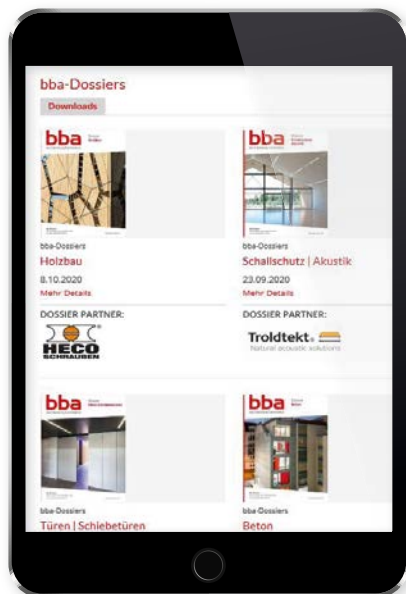 bba-Dossiers
Downloads
bba
bba
bba-Dossiers
Holzbau
8.10.2020
Mehr Details
DOSSIER PARTNER:
HECO
SCHRAUBEN
bba-Dossiers
Schallschutz | Akustik
23.09.2020
Mehr Details
DOSSIER PARTNER:
Troldtekt
Natural acoustic solutions
bba
bba
bba-Dossiers
Türen | Schiebetüren
bba-Dossiers
Beton